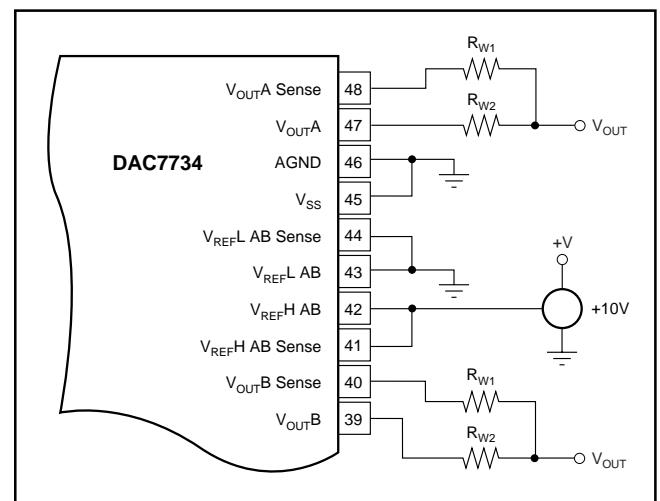 DAC7734
V_OUTA Sense 48
V_OUTA 47
AGND 46
V_SS 45
V_REFL AB Sense 44
V_REFL AB 43
V_REFH AB 42
V_REFH AB Sense 41
V_OUTB Sense 40
V_OUTB 39
R_W1
R_W2
V_OUT
+V
+10V
R_W1
R_W2
V_OUT